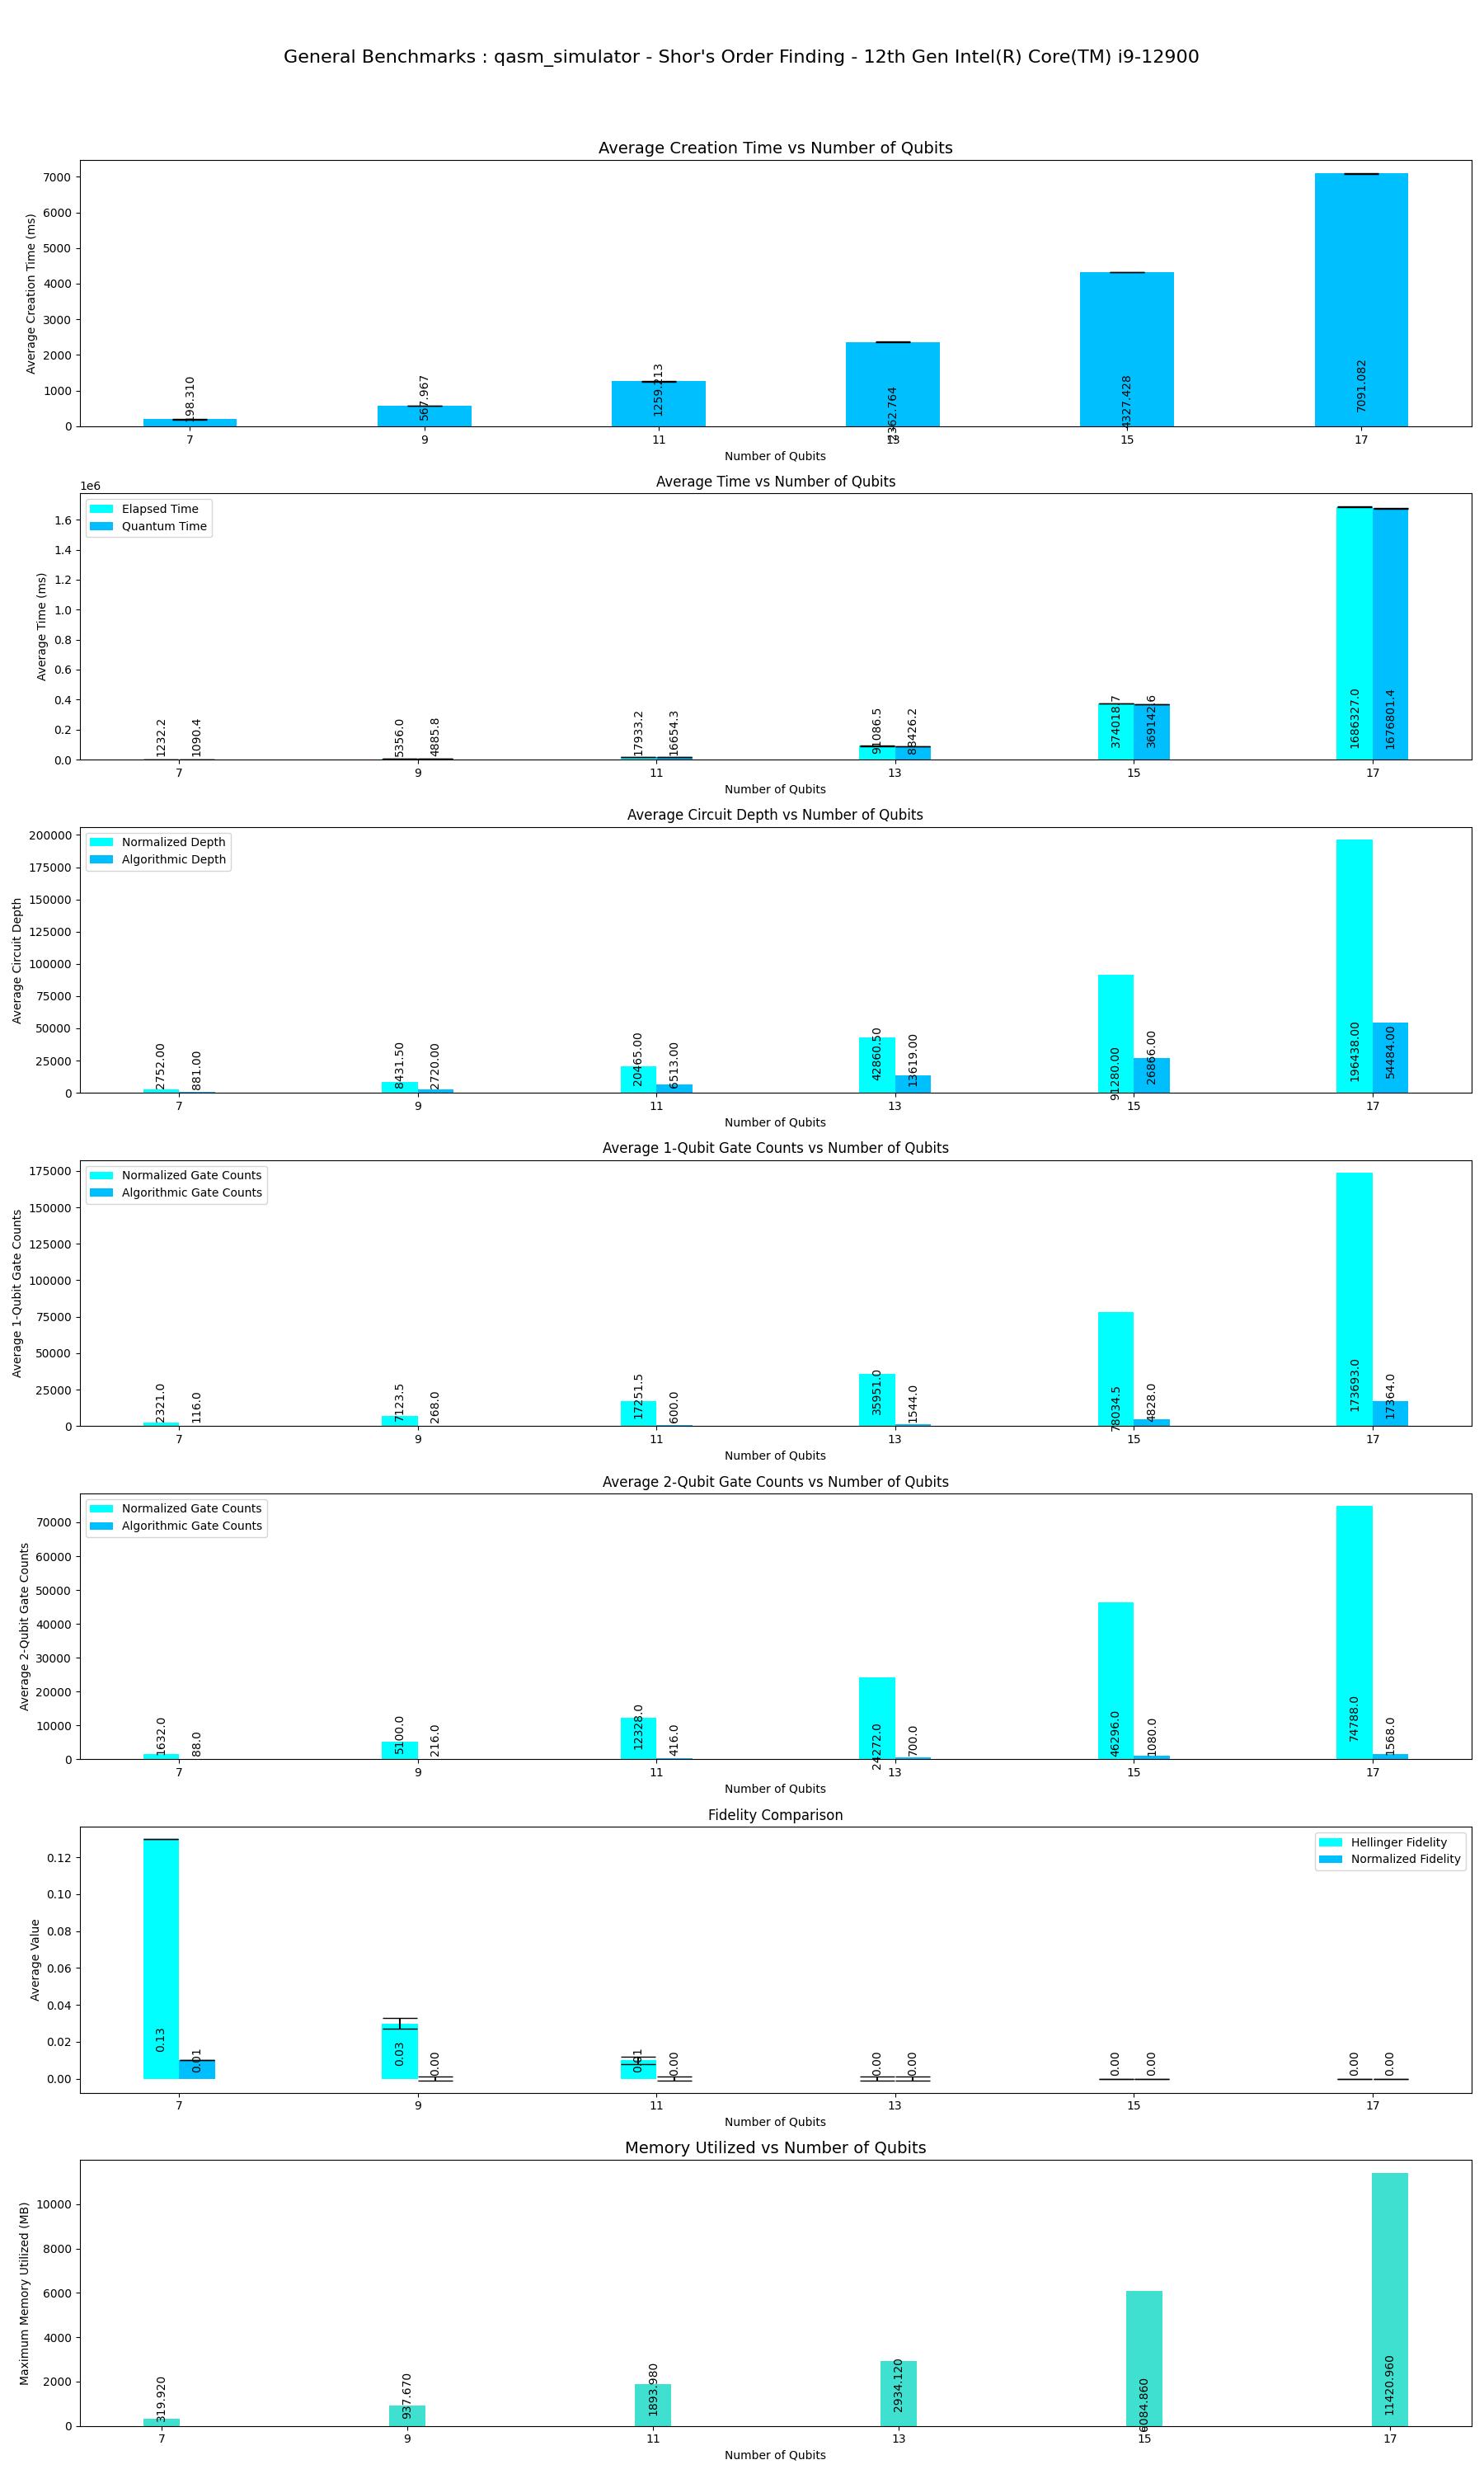 General Benchmarks : qasm_simulator - Shor's Order Finding - 12th Gen Intel(R) Core(TM) i9-12900
Average Creation Time vs Number of Qubits
Average Creation Time (ms)
7000
6000
5000
4000
3000
2000
1000
0
198.310
567.967
1259.213
2362.764
4327.428
7091.082
7 9 11 13 15 17
Number of Qubits
Average Time vs Number of Qubits
1e6
Elapsed Time
Quantum Time
Average Time (ms)
1.6
1.4
1.2
1.0
0.8
0.6
0.4
0.2
0.0
1232.2 1090.4
5356.0 4885.8
17933.2 16654.3
91086.5 88426.2
374018.7 369142.6
1686327.0 1676801.4
7 9 11 13 15 17
Number of Qubits
Average Circuit Depth vs Number of Qubits
Normalized Depth
Algorithmic Depth
Average Circuit Depth
200000
175000
150000
125000
100000
75000
50000
25000
0
2752.00 881.00
8431.50 2720.00
20465.00 6513.00
42860.50 13619.00
91280.00 26866.00
196438.00 54484.00
7 9 11 13 15 17
Number of Qubits
Average 1-Qubit Gate Counts vs Number of Qubits
Normalized Gate Counts
Algorithmic Gate Counts
Average 1-Qubit Gate Counts
175000
150000
125000
100000
75000
50000
25000
0
2321.0 116.0
7123.5 268.0
17251.5 600.0
35951.0 1544.0
78034.5 4828.0
173693.0 17364.0
7 9 11 13 15 17
Number of Qubits
Average 2-Qubit Gate Counts vs Number of Qubits
Normalized Gate Counts
Algorithmic Gate Counts
Average 2-Qubit Gate Counts
70000
60000
50000
40000
30000
20000
10000
0
1632.0 88.0
5100.0 216.0
12328.0 416.0
24272.0 700.0
46296.0 1080.0
74788.0 1568.0
7 9 11 13 15 17
Number of Qubits
Fidelity Comparison
Hellinger Fidelity
Normalized Fidelity
Average Value
0.12
0.10
0.08
0.06
0.04
0.02
0.00
0.13 0.01
0.03 0.00
0.01 0.00
0.00 0.00
0.00 0.00
0.00 0.00
7 9 11 13 15 17
Number of Qubits
Memory Utilized vs Number of Qubits
Maximum Memory Utilized (MB)
10000
8000
6000
4000
2000
0
319.920
937.670
1893.980
2934.120
6084.860
11420.960
7 9 11 13 15 17
Number of Qubits